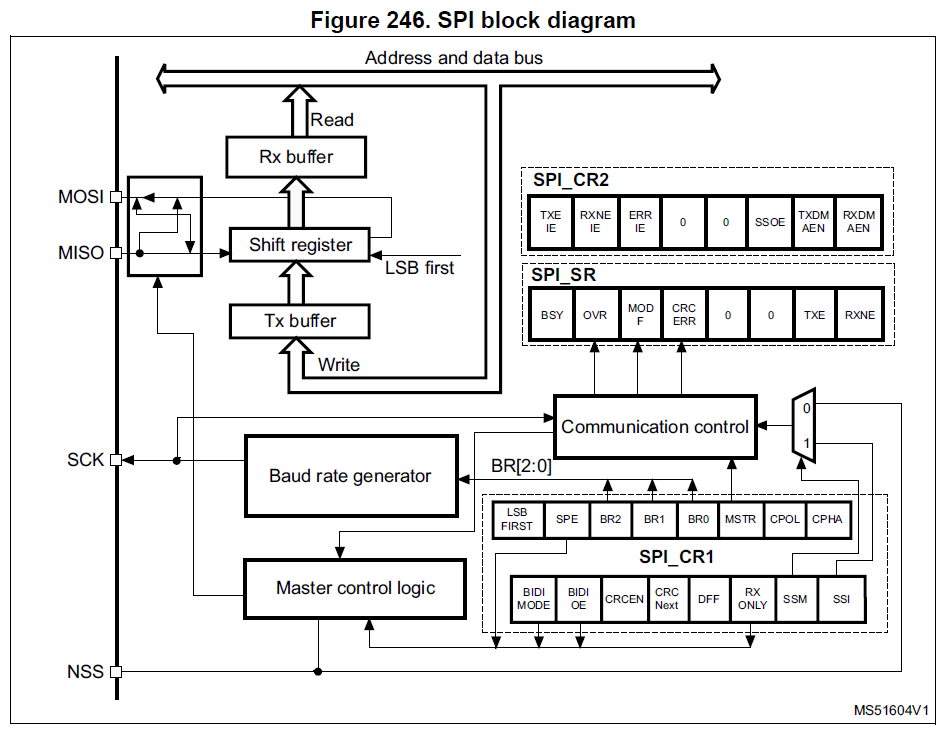 Figure 246. SPI block diagram
Address and data bus
Read
Rx buffer
MOSI
MISO
Shift register
LSB first
Tx buffer
Write
SPI_CR2
TXE
IE
RXNE
IE
ERR
IE
0
0
SSOE
TXDM
AEN
RXDM
AEN
SPI_SR
BSY
OVR
MOD
F
CRC
ERR
0
0
TXE
RXNE
Communication control
0
1
SCK
Baud rate generator
BR[2:0]
LSB
FIRST
SPE
BR2
BR1
BR0
MSTR
CPOL
CPHA
SPI_CR1
Master control logic
BIDI
MODE
BIDI
OE
CRCEN
CRC
Next
DFF
RX
ONLY
SSM
SSI
NSS
MS51604V1